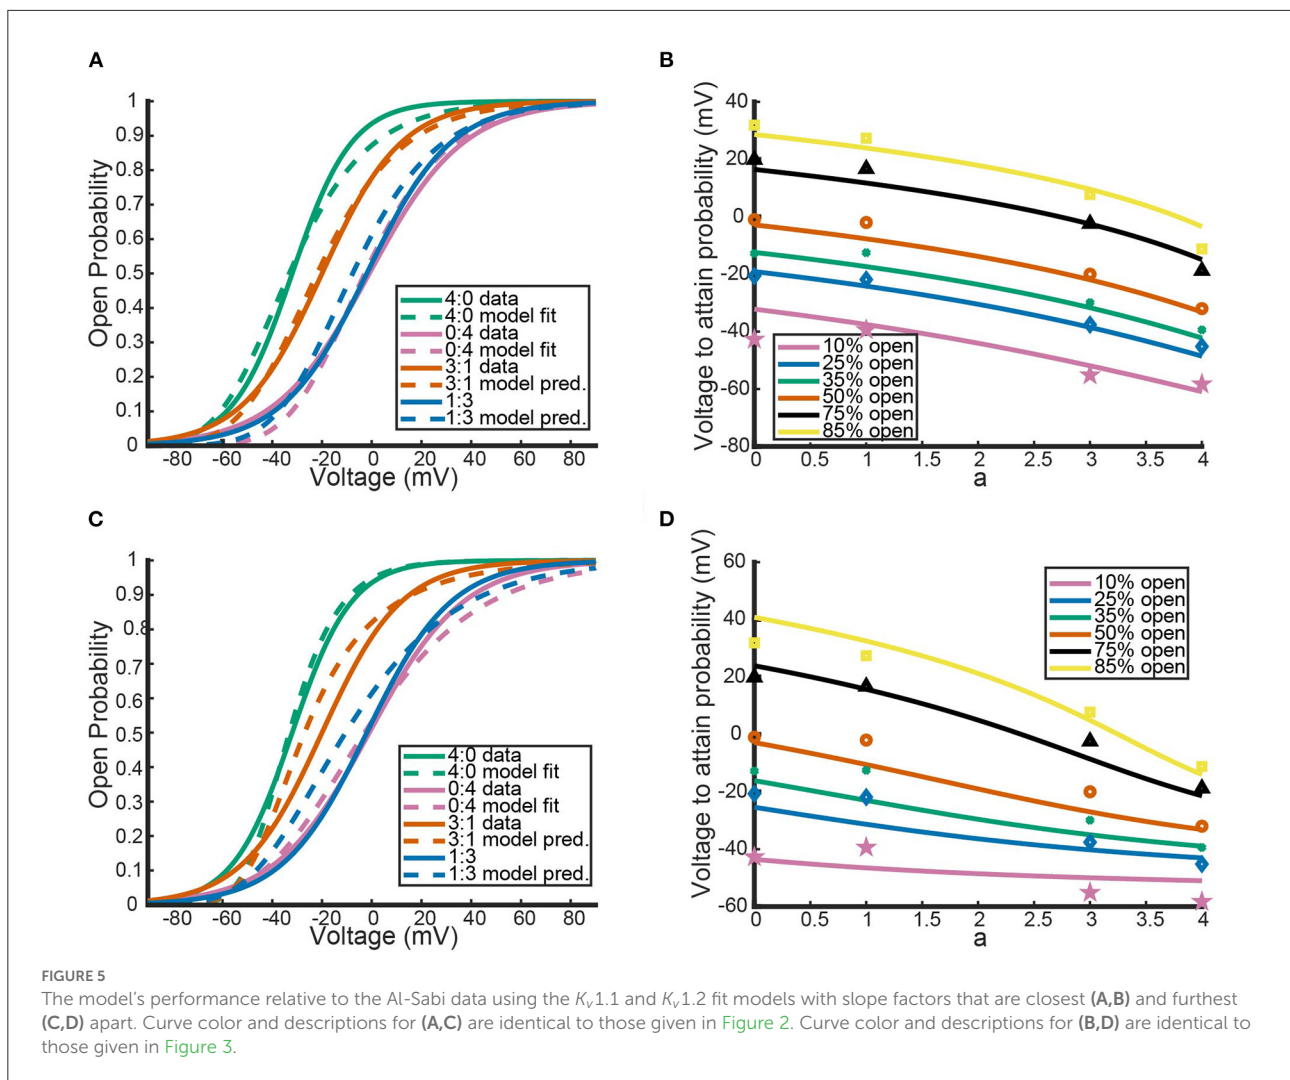 A
Open Probability
1
0.9
0.8
0.7
0.6
0.5
0.4
0.3
0.2
0.1
0
-80 -60 -40 -20 0 20 40 60 80
Voltage (mV)
4:0 data
4:0 model fit
0:4 data
0:4 model fit
3:1 data
3:1 model pred.
1:3
1:3 model pred.
B
Voltage to attain probability (mV)
40
20
0
-20
-40
-60
-80
0 0.5 1 1.5 2 2.5 3 3.5 4
a
10% open
25% open
35% open
50% open
75% open
85% open
C
Open Probability
1
0.9
0.8
0.7
0.6
0.5
0.4
0.3
0.2
0.1
0
-80 -60 -40 -20 0 20 40 60 80
Voltage (mV)
4:0 data
4:0 model fit
0:4 data
0:4 model fit
3:1 data
3:1 model pred.
1:3
1:3 model pred.
D
Voltage to attain probability (mV)
60
40
20
0
-20
-40
-60
0 0.5 1 1.5 2 2.5 3 3.5 4
a
10% open
25% open
35% open
50% open
75% open
85% open
FIGURE 5
The model's performance relative to the Al-Sabi data using the Kv1.1 and Kv1.2 fit models with slope factors that are closest (A,B) and furthest
(C,D) apart. Curve color and descriptions for (A,C) are identical to those given in Figure 2. Curve color and descriptions for (B,D) are identical to
those given in Figure 3.